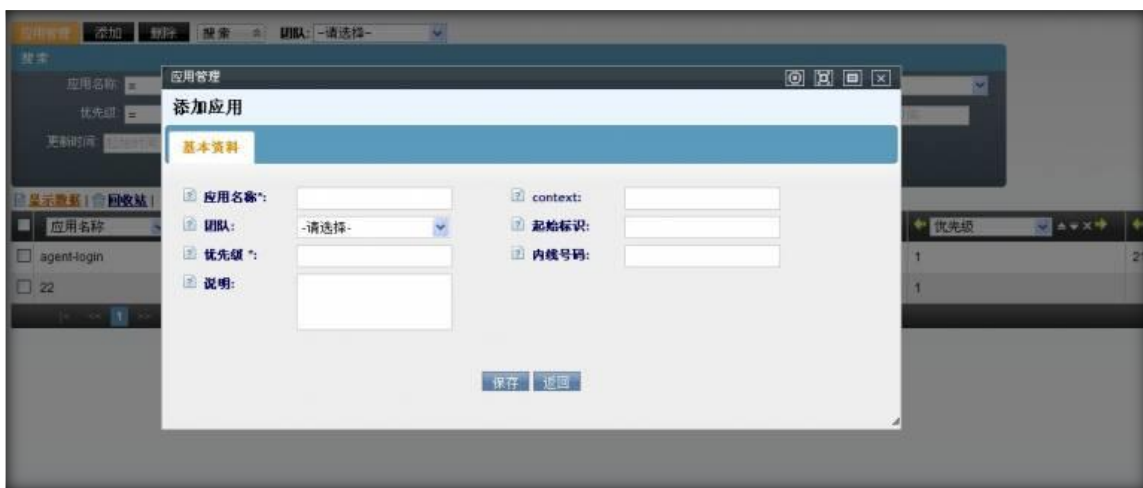 应用管理 添加 删除 搜索 团队: -请选择-
搜索
应用名称 =
优先级 =
更新时间
应用管理
添加应用
基本资料
应用名称*: context:
团队: -请选择- 起始标识:
优先级 *: 内线号码:
说明:
保存 返回
显示数据 | 回收站 |
应用名称 优先级
agent-login 1 2
22 1
|< << 1 >>